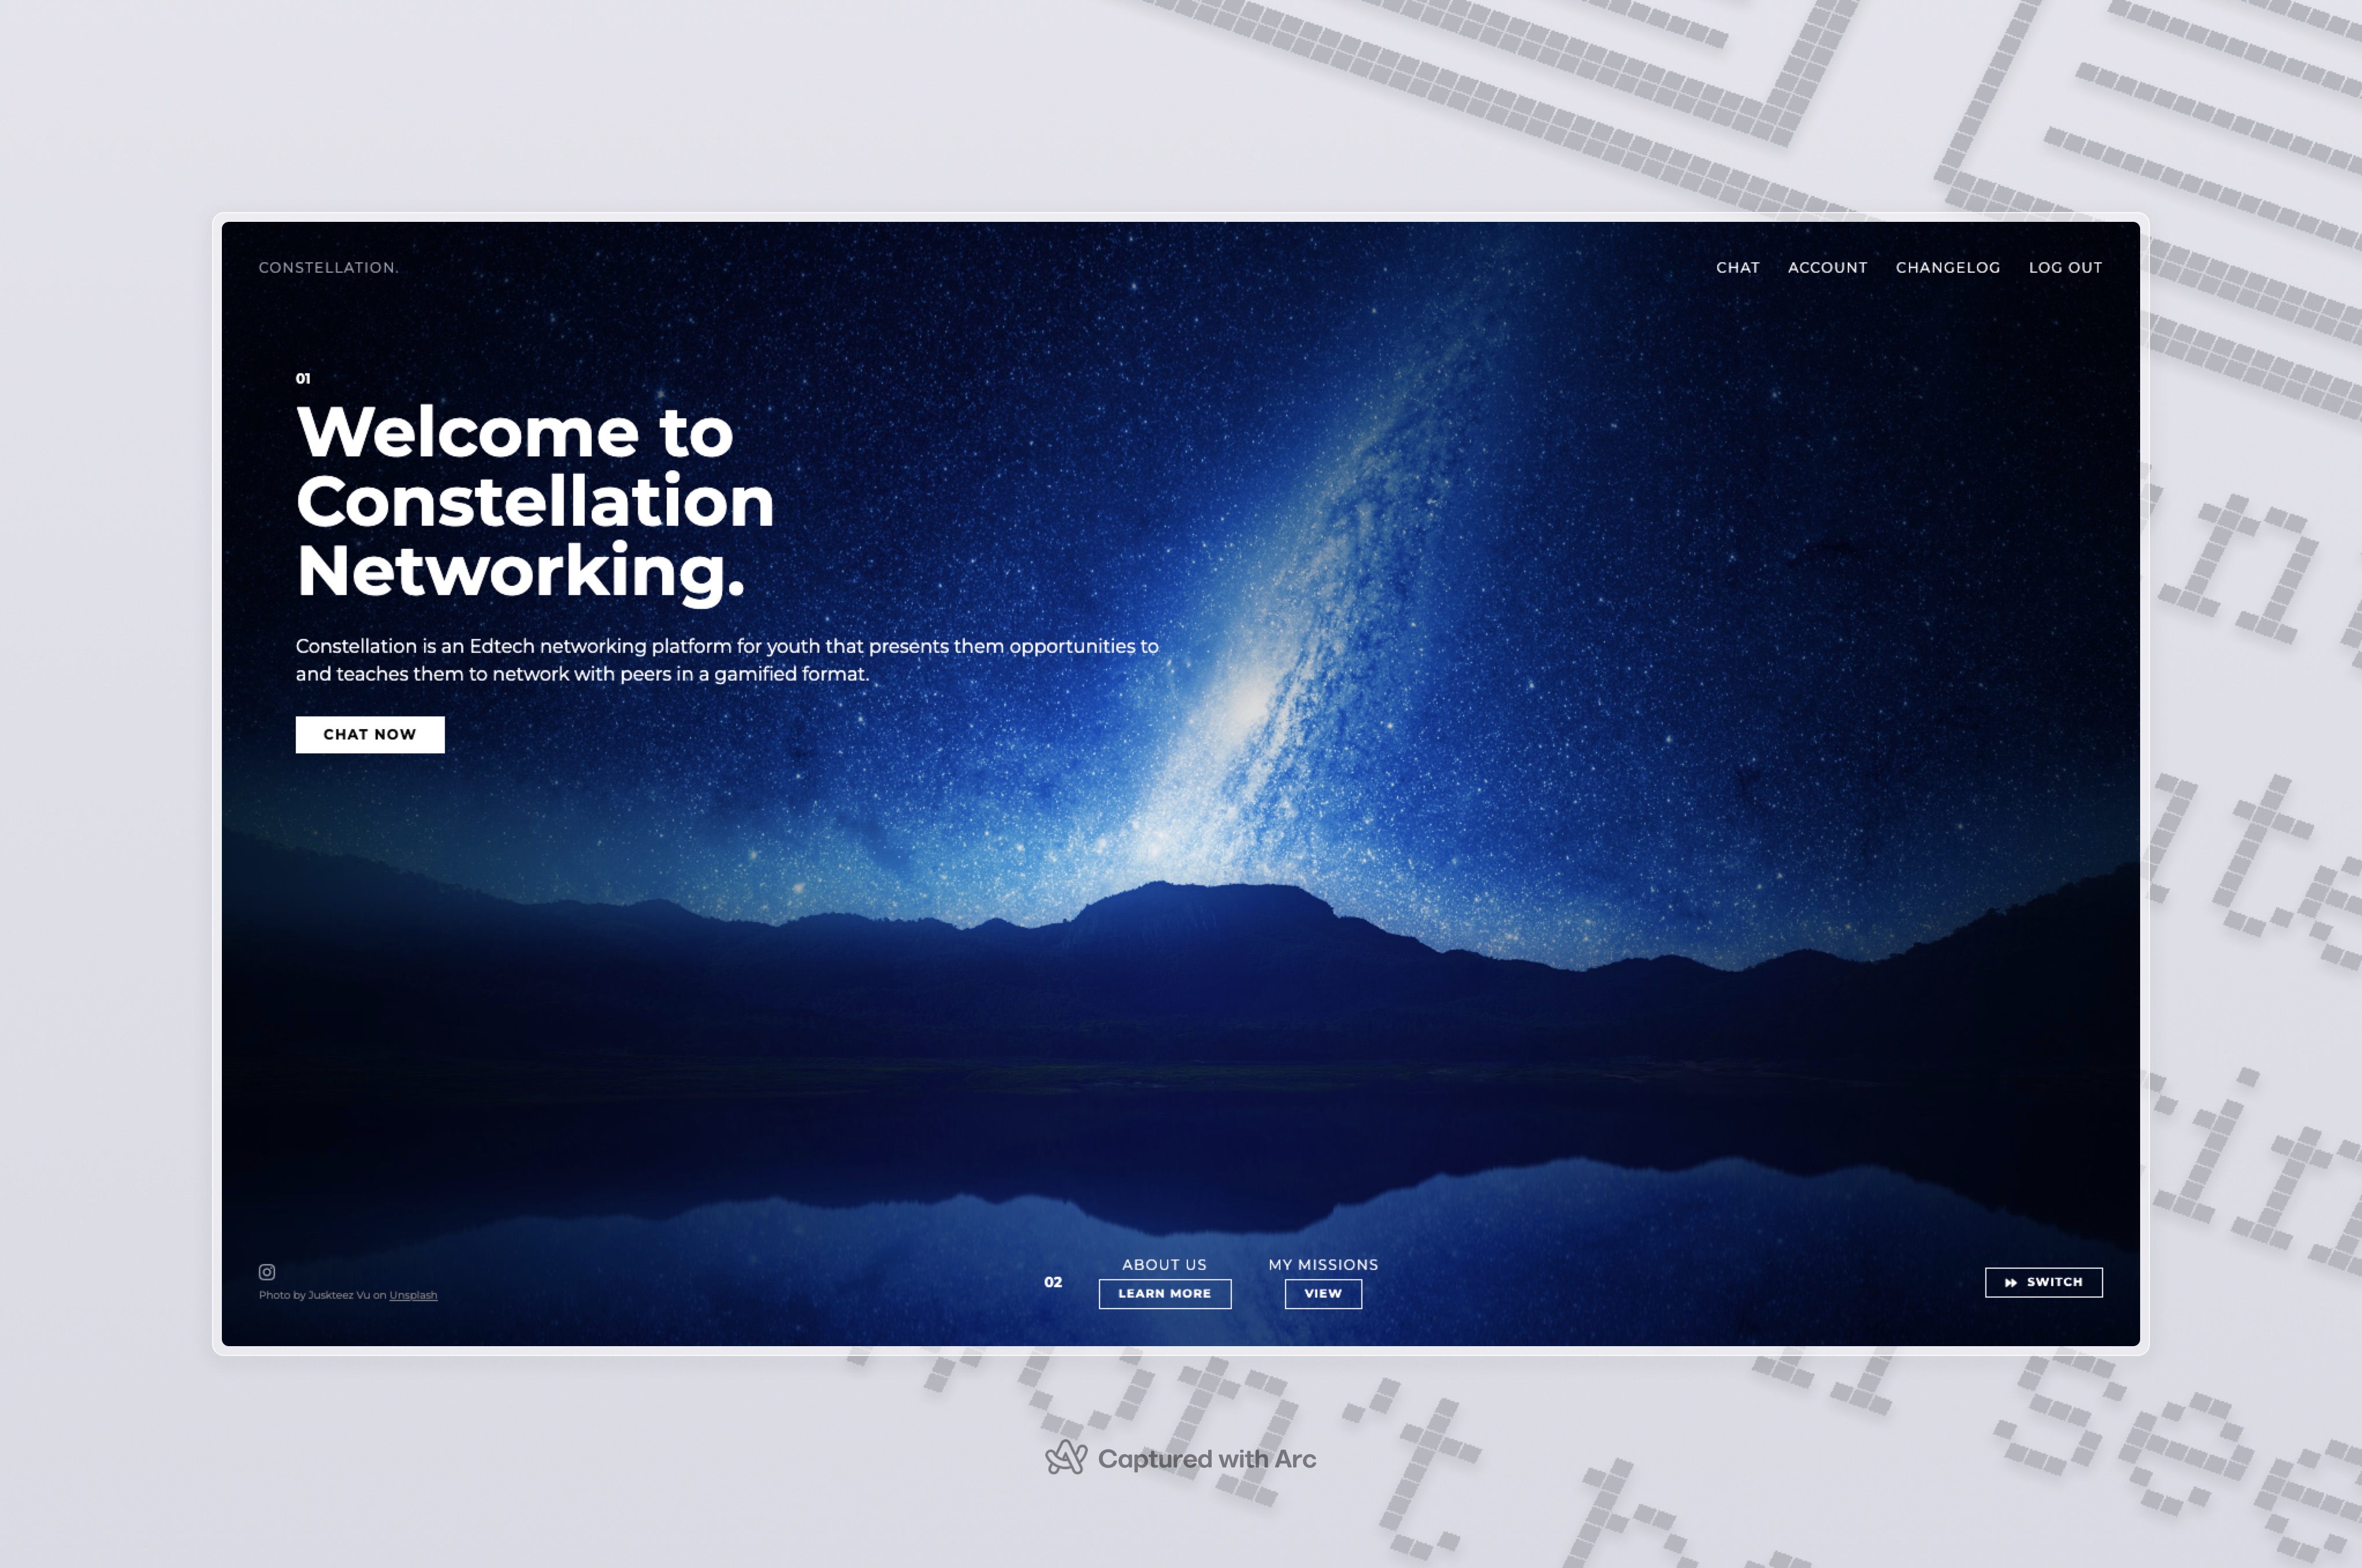 CONSTELLATION.
CHAT ACCOUNT CHANGELOG LOG OUT
01
Welcome to
Constellation
Networking.
Constellation is an Edtech networking platform for youth that presents them opportunities to
and teaches them to network with peers in a gamified format.
CHAT NOW
Photo by Juskteez Vu on Unsplash
02
ABOUT US
LEARN MORE
MY MISSIONS
VIEW
SWITCH
Captured with Arc